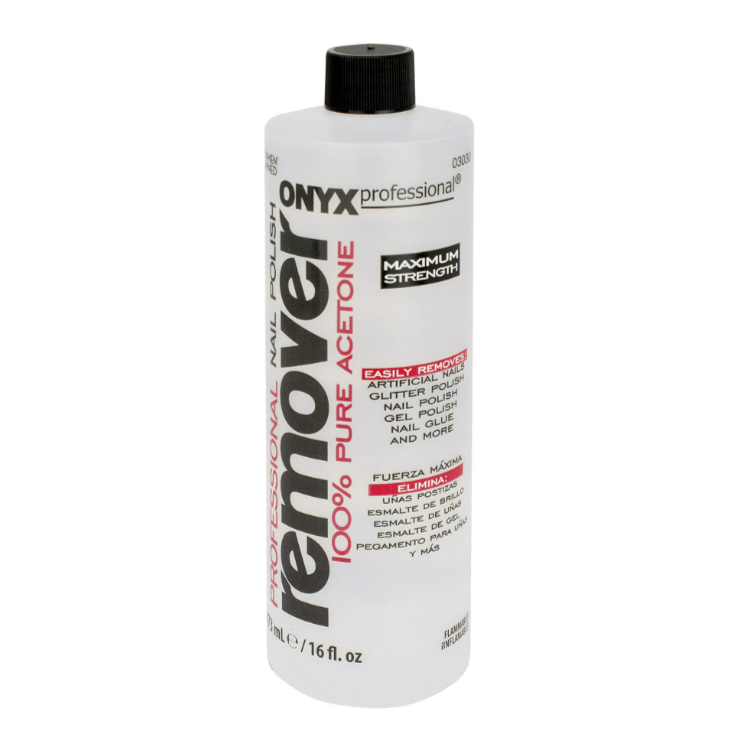 03030
ONYX professional®
PROFESSIONAL NAIL POLISH
remover
100% PURE ACETONE
MAXIMUM
STRENGTH
EASILY REMOVES:
ARTIFICIAL NAILS
GLITTER POLISH
NAIL POLISH
GEL POLISH
NAIL GLUE
AND MORE
FUERZA MÁXIMA
ELIMINA:
UÑAS POSTIZAS
ESMALTE DE BRILLO
ESMALTE DE UÑAS
ESMALTE DE GEL
PEGAMENTO PARA UÑAS
Y MÁS
mL ℮ / 16 fl. oz